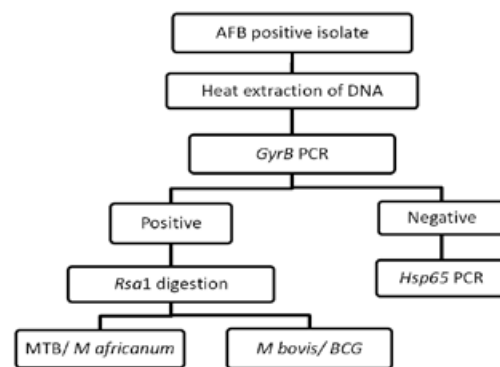 AFB positive isolate
Heat extraction of DNA
GyrB PCR
Positive
Negative
Rsa1 digestion
Hsp65 PCR
MTB/ M africanum
M bovis/ BCG